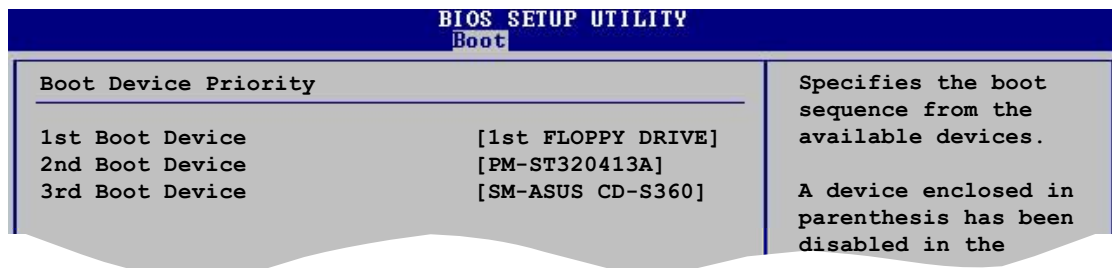 BIOS SETUP UTILITY
Boot
Boot Device Priority
1st Boot Device [1st FLOPPY DRIVE]
2nd Boot Device [PM-ST320413A]
3rd Boot Device [SM-ASUS CD-S360]
Specifies the boot
sequence from the
available devices.
A device enclosed in
parenthesis has been
disabled in the